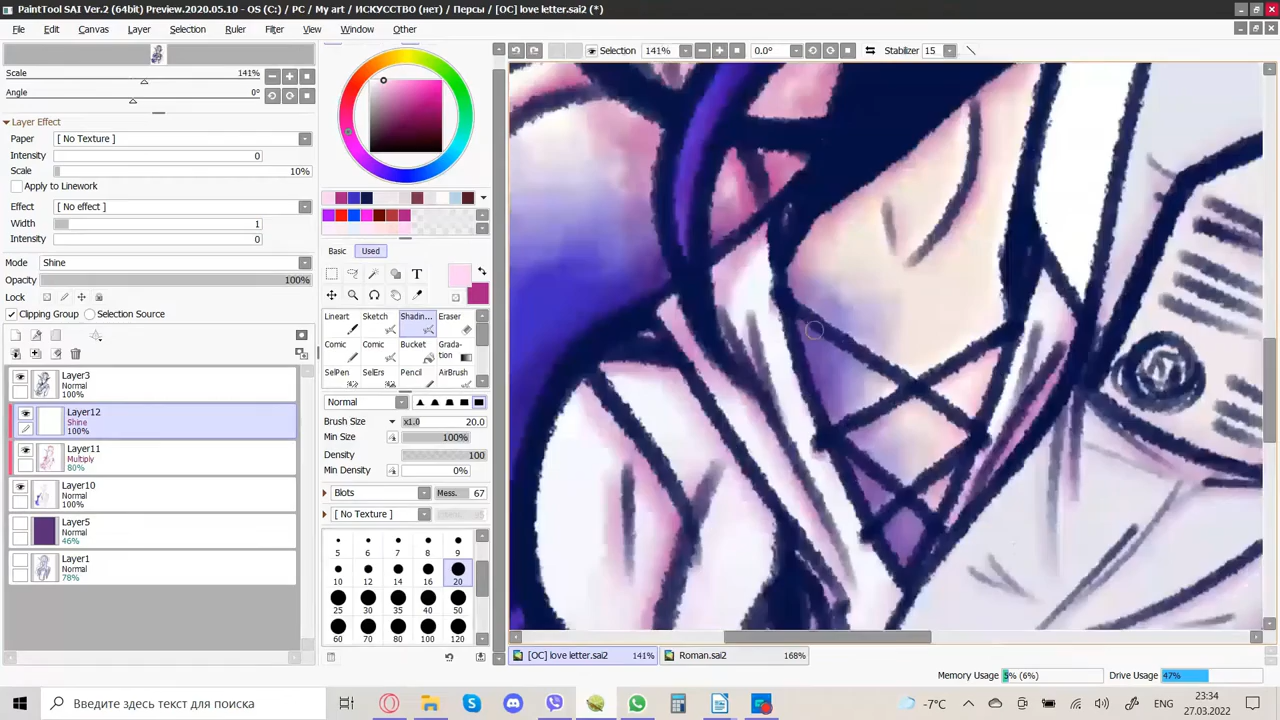 PaintTool SAI Ver.2 (64bit) Preview.2020.05.10 - OS (C:) / PC / My art / ИСКУССТВО (нет) / Персы / [OC] love letter.sai2 (*)
File Edit Canvas Layer Selection Ruler Filter View Window Other
Selection 141% 0.0° Stabilizer 15
Scale 141%
Angle 0°
Layer Effect
Paper [ No Texture ]
Intensity 0
Scale 10%
Apply to Linework
Effect [ No effect ]
Width 1
Intensity 0
Mode Shine
Opacity 100%
Lock
Clipping Group Selection Source
Layer3
Normal
100%
Layer12
Shine
100%
Layer11
Multiply
80%
Layer10
Normal
100%
Layer5
Normal
46%
Layer1
Normal
78%
Basic Used
T
Lineart Sketch Shadin... Eraser
Comic Comic Bucket Grada-
tion
SelPen SelErs Pencil AirBrush
Normal
Brush Size x1.0 20.0
Min Size 100%
Density 100
Min Density 0%
Blots Mess. 67
[ No Texture ]
5 6 7 8 9
10 12 14 16 20
25 30 35 40 50
60 70 80 100 120
[OC] love letter.sai2 141% Roman.sai2 168%
Memory Usage 5% (6%) Drive Usage 47%
Введите здесь текст для поиска
-7°C ENG 23:34
27.03.2022